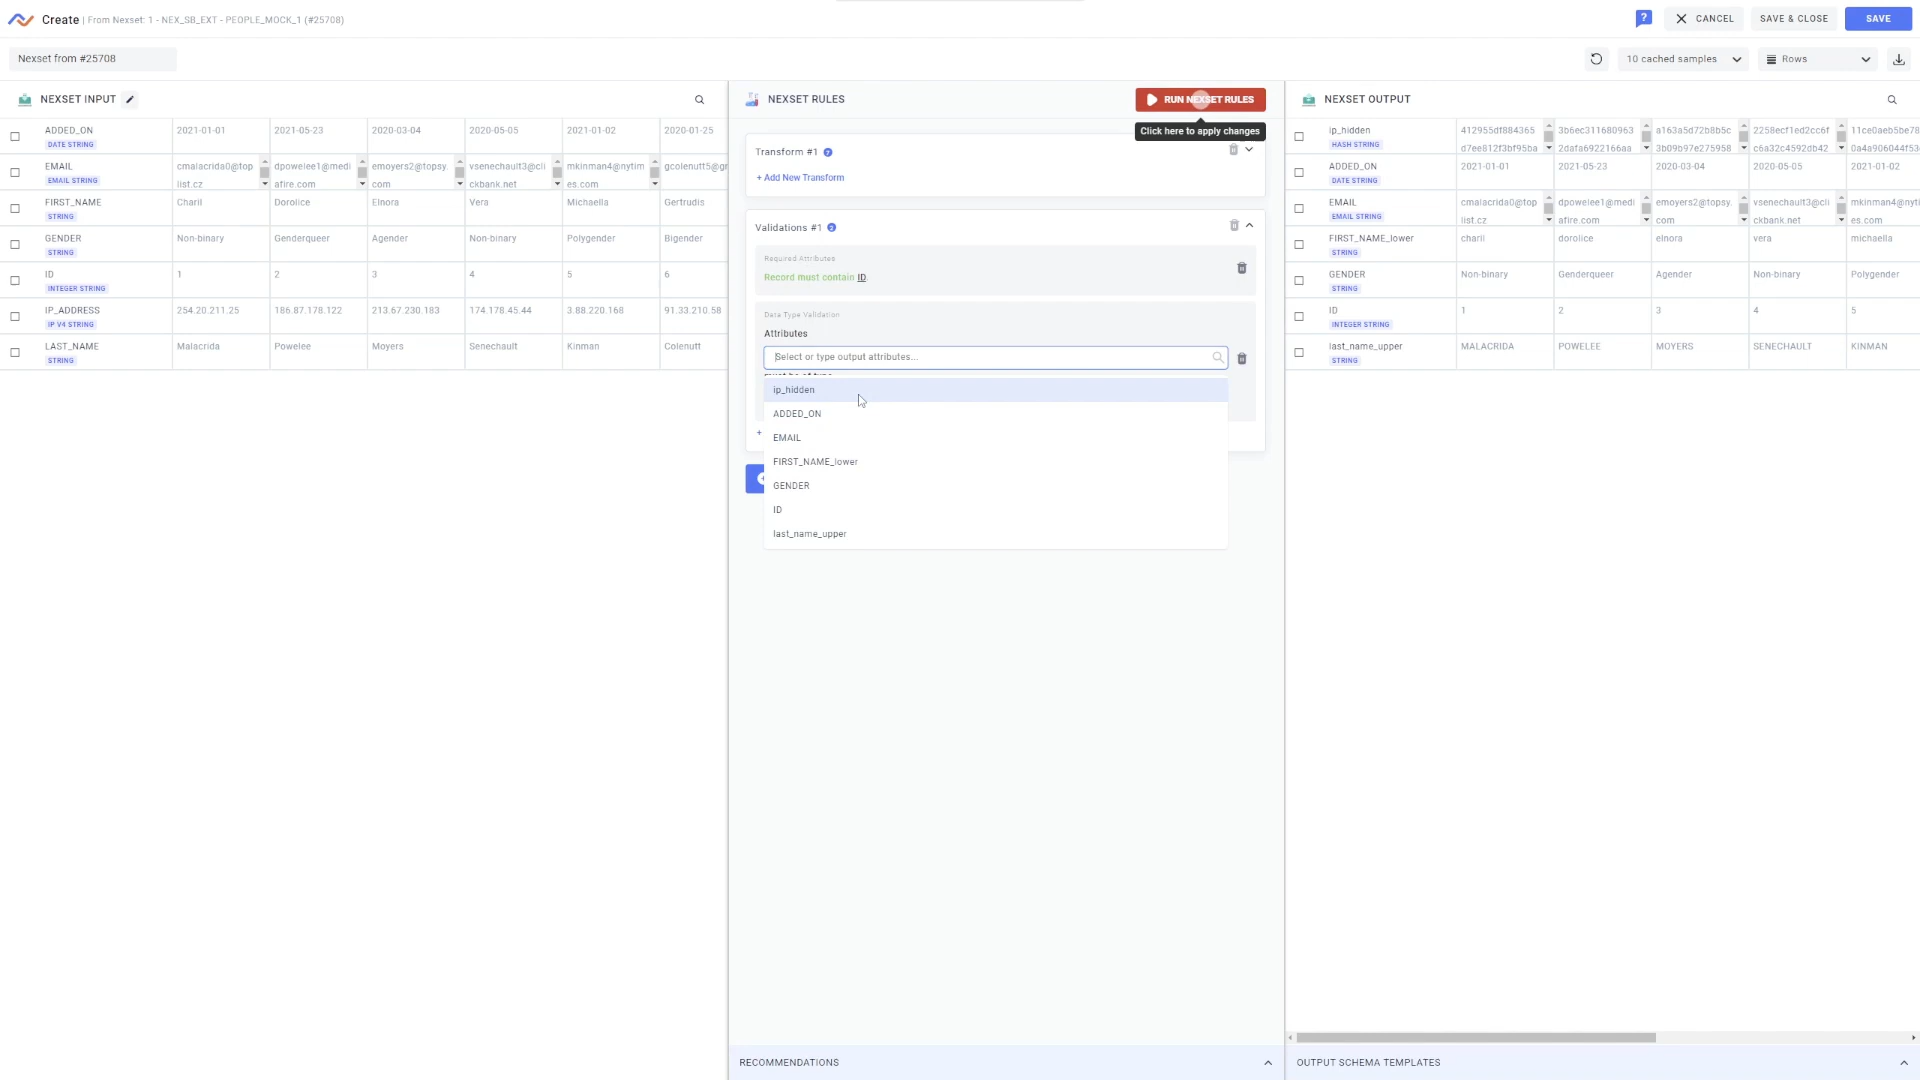 Create | From Nexset: 1 - NEX_SB_EXT - PEOPLE_MOCK_1 (#25708)
? CANCEL SAVE & CLOSE SAVE
Nexset from #25708
10 cached samples Rows
NEXSET INPUT
ADDED_ON 2021-01-01 2021-05-23 2020-03-04 2020-05-05 2021-01-02 2020-01-25
DATE STRING
EMAIL cmalacrida0@top dpowelee1@medi emoyers2@topsy. vsenechault3@cli mkinman4@nytim gcolenutt5@gr
EMAIL STRING list.cz afire.com com ckbank.net es.com
FIRST_NAME Charil Dorolice Elnora Vera Michaella Gertrudis
STRING
GENDER Non-binary Genderqueer Agender Non-binary Polygender Bigender
STRING
ID 1 2 3 4 5 6
INTEGER STRING
IP_ADDRESS 254.20.211.25 186.87.178.122 213.67.230.183 174.178.45.44 3.88.220.168 91.33.210.58
IP V4 STRING
LAST_NAME Malacrida Powelee Moyers Senechault Kinman Colenutt
STRING
NEXSET RULES RUN NEXSET RULES
Click here to apply changes
Transform #1
+ Add New Transform
Validations #1
Required Attributes
Record must contain ID.
Data Type Validation
Attributes
Select or type output attributes...
ip_hidden
ADDED_ON
EMAIL
+
FIRST_NAME_lower
GENDER
ID
last_name_upper
RECOMMENDATIONS
NEXSET OUTPUT
ip_hidden 412955df884365 3b6ec311680963 a163a5d72b8b5c 2258ecf1ed2cc6f 11ce0aeb5be78
HASH STRING d7ee812f3bf95ba 2dafa6922166aa 3b09b97e275958 c6a32c4592db42 0a4a906044f53
ADDED_ON 2021-01-01 2021-05-23 2020-03-04 2020-05-05 2021-01-02
DATE STRING
EMAIL cmalacrida0@top dpowelee1@medi emoyers2@topsy. vsenechault3@cli mkinman4@nyti
EMAIL STRING list.cz afire.com com ckbank.net es.com
FIRST_NAME_lower charil dorolice elnora vera michaella
STRING
GENDER Non-binary Genderqueer Agender Non-binary Polygender
STRING
ID 1 2 3 4 5
INTEGER STRING
last_name_upper MALACRIDA POWELEE MOYERS SENECHAULT KINMAN
STRING
OUTPUT SCHEMA TEMPLATES